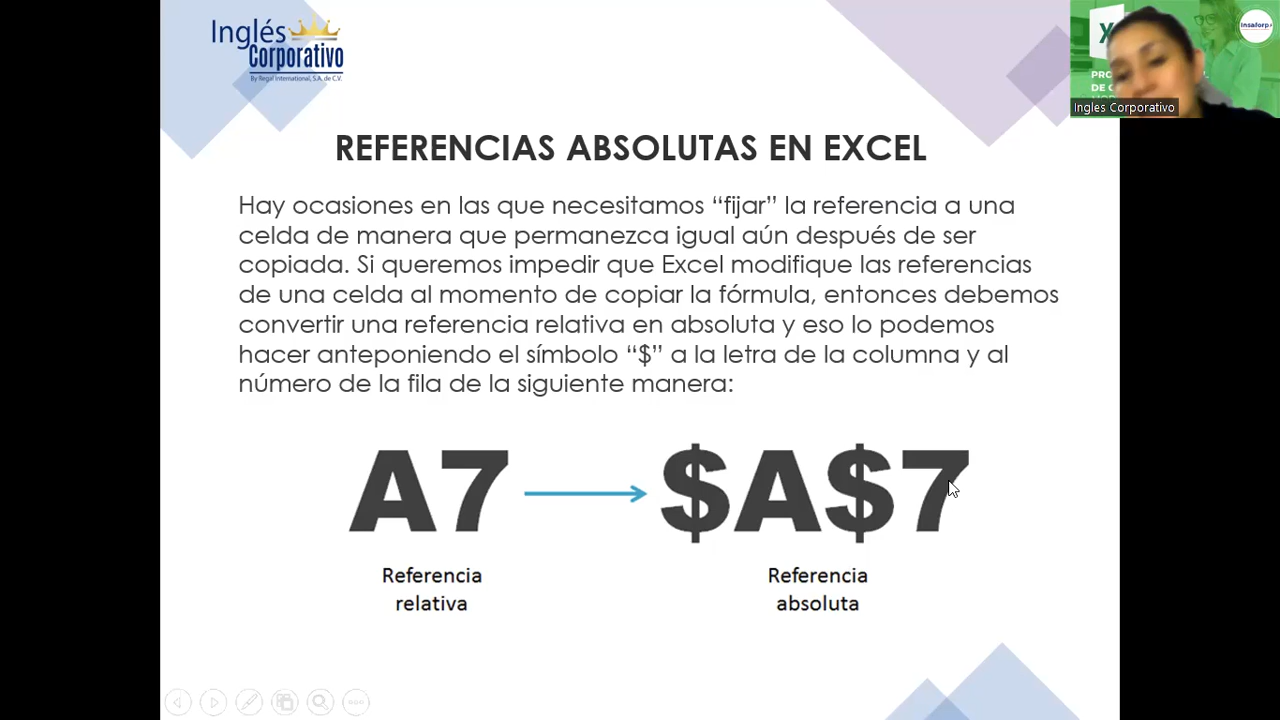 Inglés
Corporativo
By Regal International, S.A. de C.V.
REFERENCIAS ABSOLUTAS EN EXCEL
Hay ocasiones en las que necesitamos “fijar” la referencia a una
celda de manera que permanezca igual aún después de ser
copiada. Si queremos impedir que Excel modifique las referencias
de una celda al momento de copiar la fórmula, entonces debemos
convertir una referencia relativa en absoluta y eso lo podemos
hacer anteponiendo el símbolo “$” a la letra de la columna y al
número de la fila de la siguiente manera:
A7 $A$7
Referencia
relativa
Referencia
absoluta
X
Insaforp
PRO
DE C
Ingles Corporativo